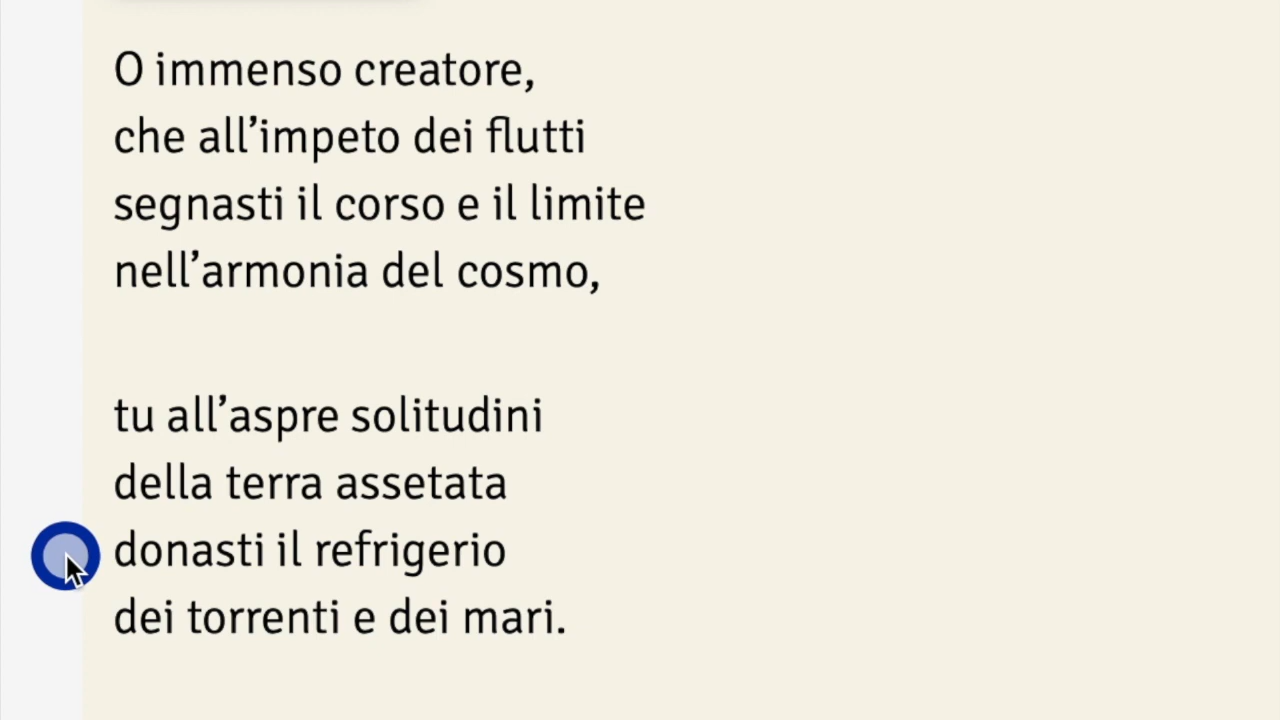 O immenso creatore,
che all’impeto dei flutti
segnasti il corso e il limite
nell’armonia del cosmo,

tu all’aspre solitudini
della terra assetata
donasti il refrigerio
dei torrenti e dei mari.